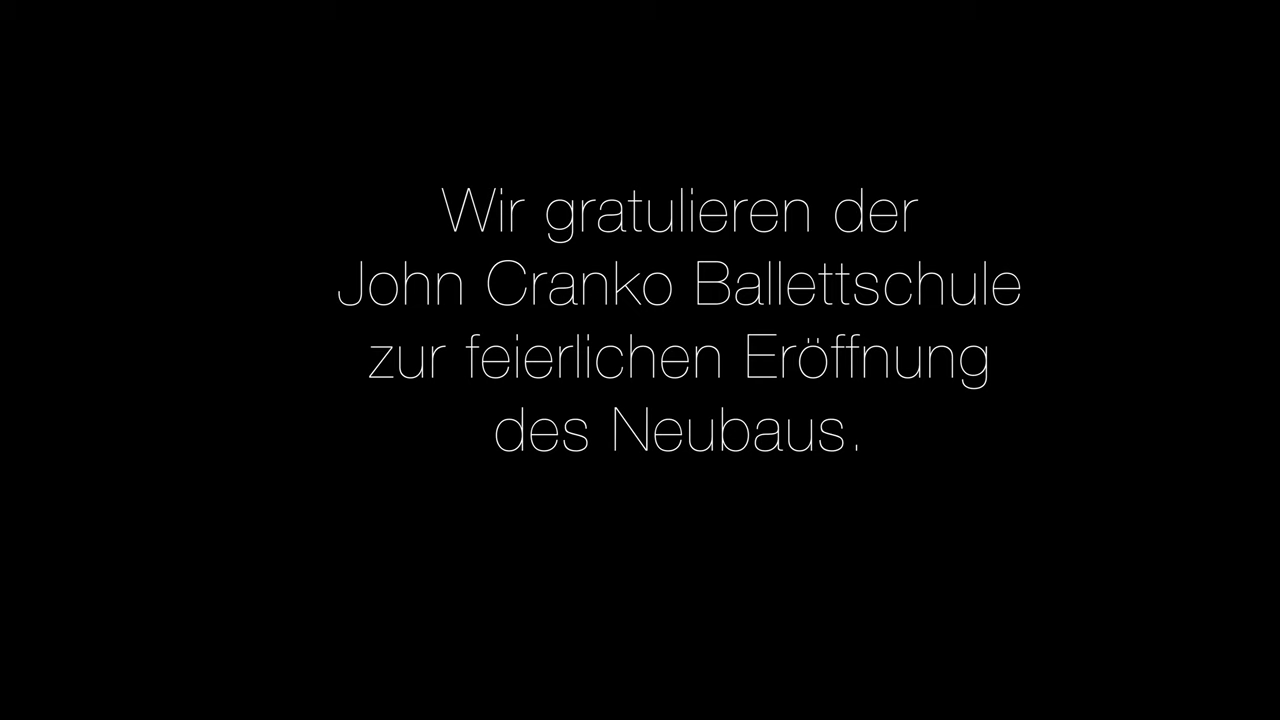 Wir gratulieren der
John Cranko Ballettschule
zur feierlichen Eröffnung
des Neubaus.